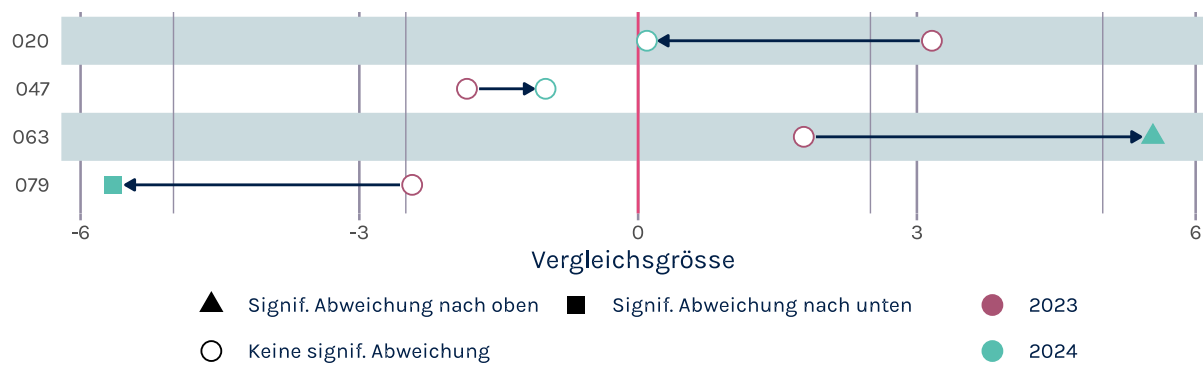 020
047
063
079
-6 -3 0 3 6
Vergleichsgrösse
Signif. Abweichung nach oben Signif. Abweichung nach unten 2023
Keine signif. Abweichung 2024